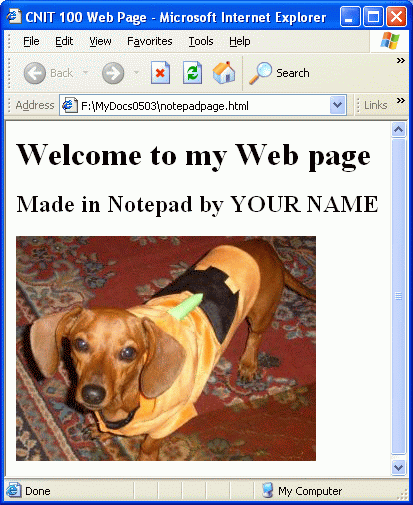 CNIT 100 Web Page - Microsoft Internet Explorer
File Edit View Favorites Tools Help
Back Search
Address F:\MyDocs0503\notepadpage.html Links
Welcome to my Web page
Made in Notepad by YOUR NAME
Done My Computer